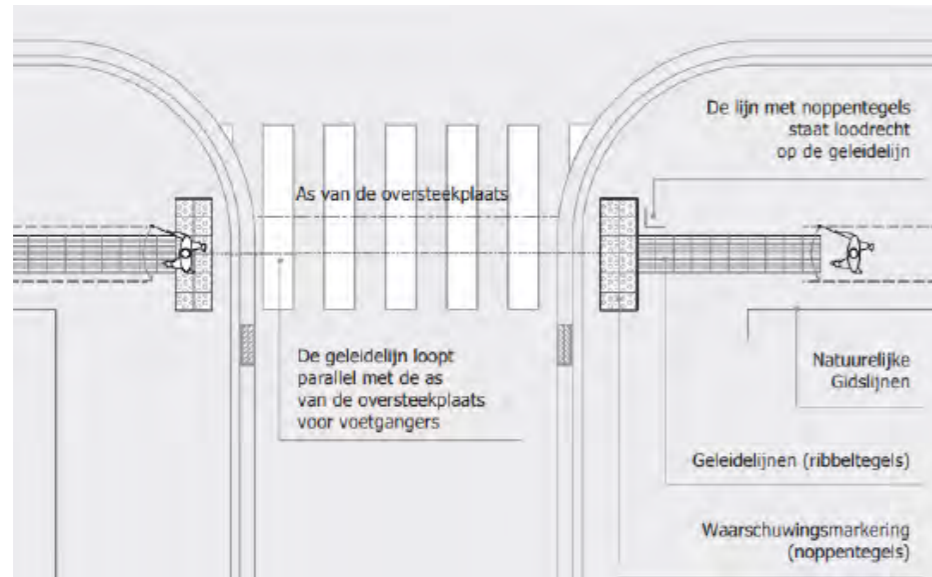 De lijn met noppentegels
staat loodrecht
op de geleidelijn
As van de oversteekplaats
De geleidelijn loopt
parallel met de as
van de oversteekplaats
voor voetgangers
Natuurelijke
Gidslijnen
Geleidelijnen (ribbeltegels)
Waarschuwingsmarkering
(noppentegels)